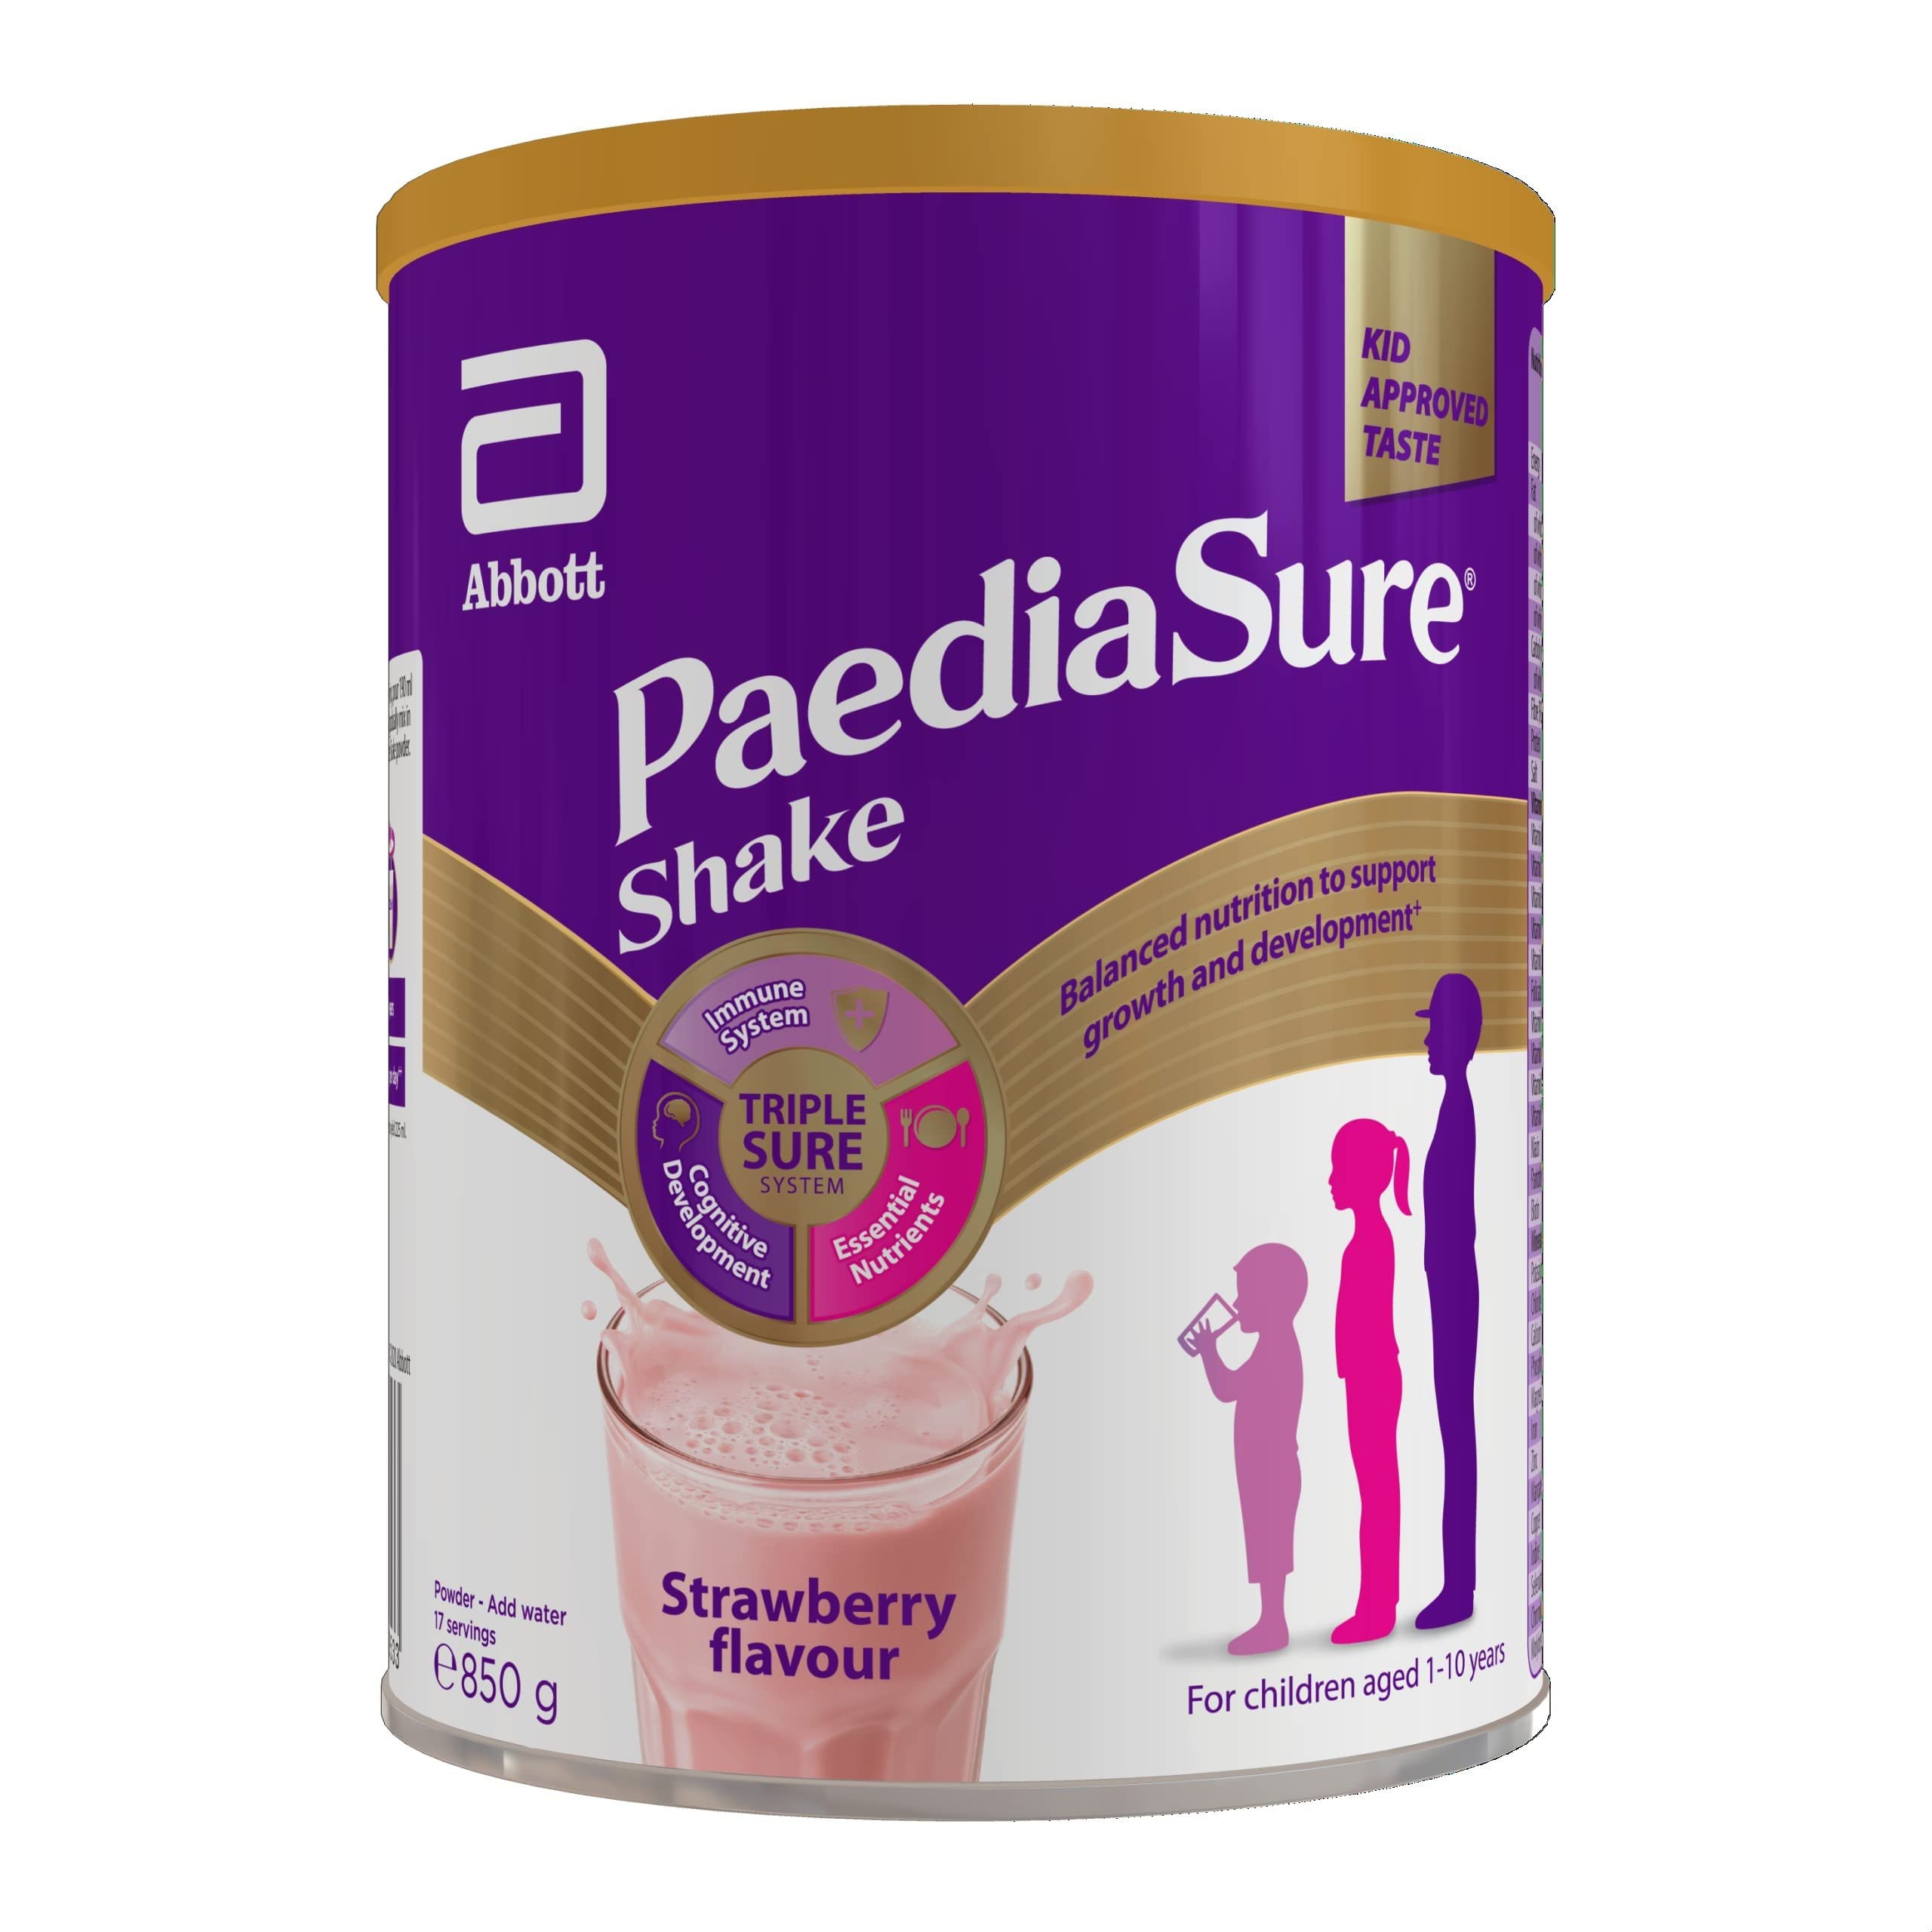 Abbott
KID
APPROVED
TASTE
PaediaSure®
Shake
Balanced nutrition to support
growth and development†
Immune
System
TRIPLE
SURE
SYSTEM
Cognitive
Development
Essential
Nutrients
Strawberry
flavour
Powder - Add water
17 servings
℮850 g
For children aged 1-10 years